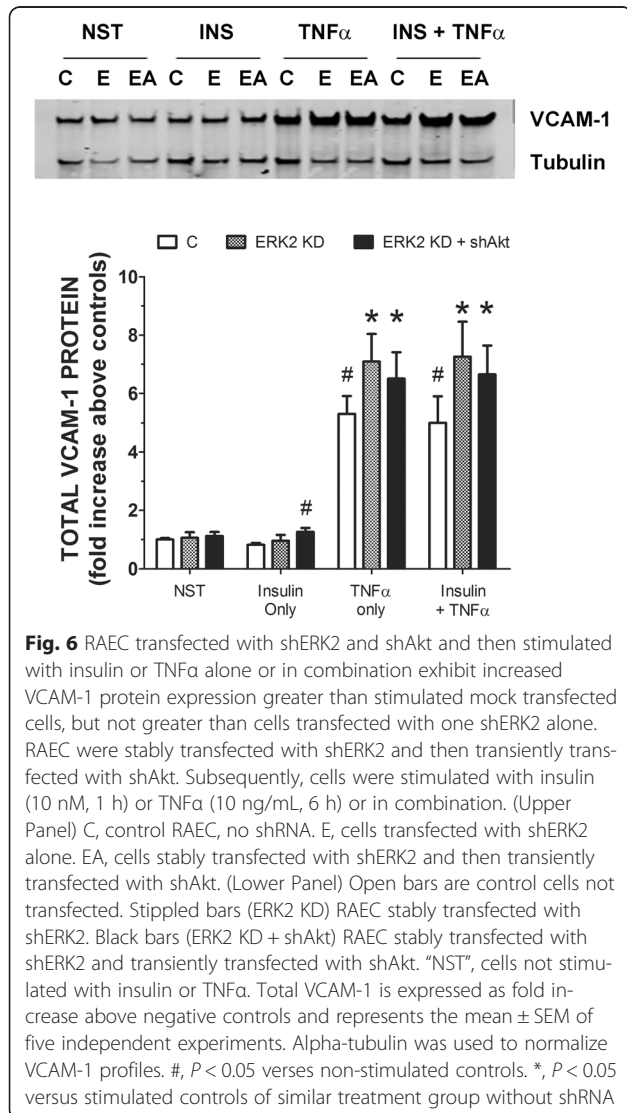 NST INS TNFα INS + TNFα
C E EA C E EA C E EA C E EA
VCAM-1
Tubulin
C ERK2 KD ERK2 KD + shAkt
TOTAL VCAM-1 PROTEIN
(fold increase above controls)
10
8
6
4
2
0
# # * * # * *
NST Insulin Only TNFα only Insulin + TNFα
Fig. 6 RAEC transfected with shERK2 and shAkt and then stimulated
with insulin or TNFα alone or in combination exhibit increased
VCAM-1 protein expression greater than stimulated mock transfected
cells, but not greater than cells transfected with one shERK2 alone.
RAEC were stably transfected with shERK2 and then transiently trans-
fected with shAkt. Subsequently, cells were stimulated with insulin
(10 nM, 1 h) or TNFα (10 ng/mL, 6 h) or in combination. (Upper
Panel) C, control RAEC, no shRNA. E, cells transfected with shERK2
alone. EA, cells stably transfected with shERK2 and then transiently
transfected with shAkt. (Lower Panel) Open bars are control cells not
transfected. Stippled bars (ERK2 KD) RAEC stably transfected with
shERK2. Black bars (ERK2 KD + shAkt) RAEC stably transfected with
shERK2 and transiently transfected with shAkt. “NST”, cells not stimu-
lated with insulin or TNFα. Total VCAM-1 is expressed as fold in-
crease above negative controls and represents the mean ± SEM of
five independent experiments. Alpha-tubulin was used to normalize
VCAM-1 profiles. #, P < 0.05 verses non-stimulated controls. *, P < 0.05
versus stimulated controls of similar treatment group without shRNA